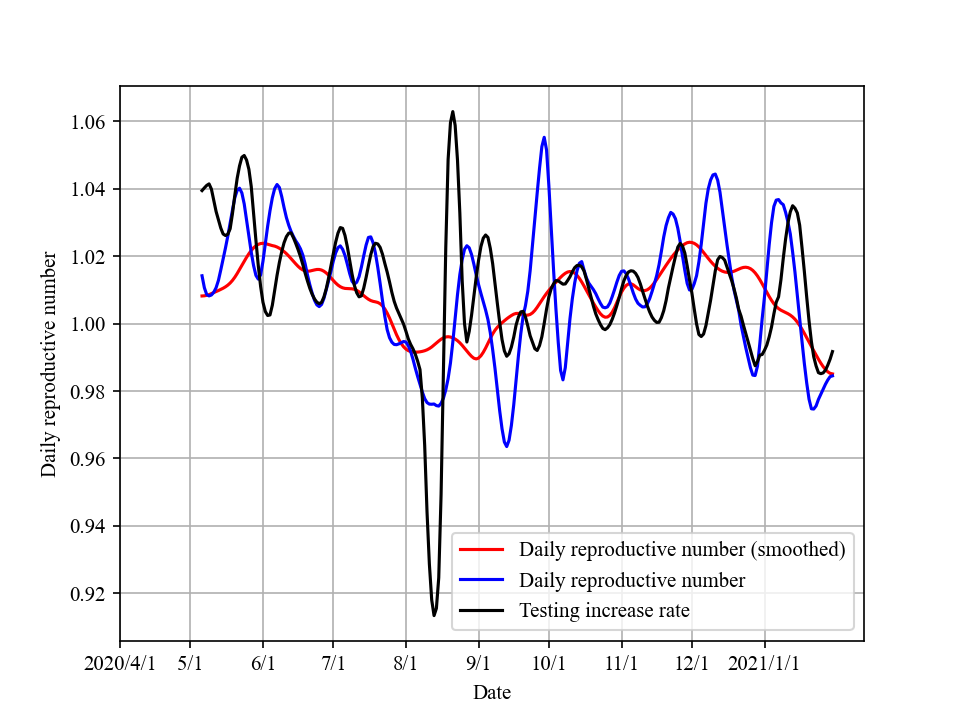 1.06
1.04
1.02
1.00
0.98
0.96
0.94
0.92
Daily reproductive number
Daily reproductive number (smoothed)
Daily reproductive number
Testing increase rate
2020/4/1 5/1 6/1 7/1 8/1 9/1 10/1 11/1 12/1 2021/1/1
Date